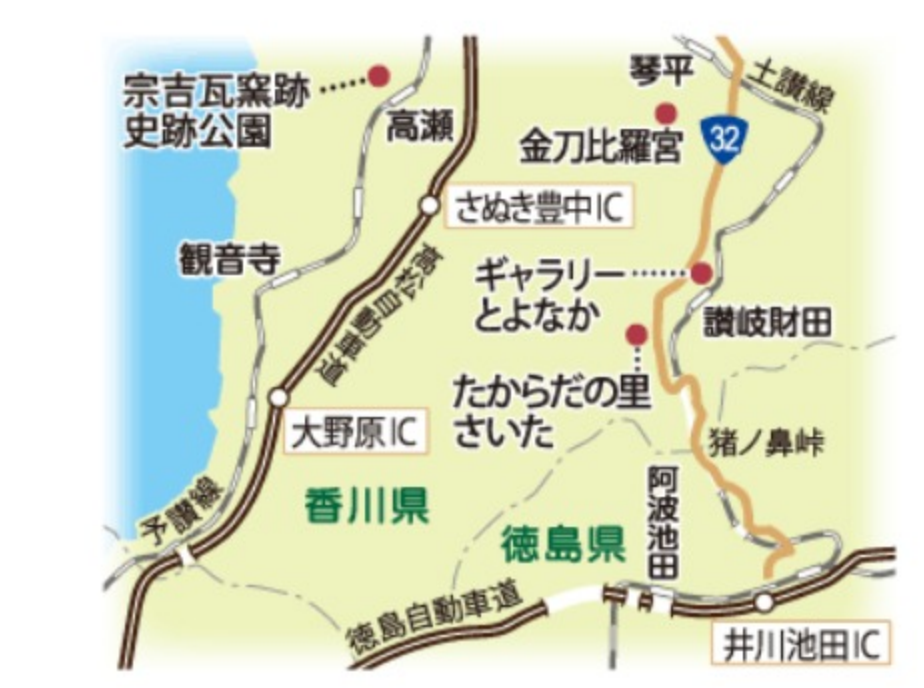 琴平
土讃線
宗吉瓦窯跡
史跡公園
高瀬
金刀比羅宮
32
さぬき豊中IC
観音寺
高松自動車道
ギャラリー
とよなか
讃岐財田
たからだの里
さいた
大野原IC
猪ノ鼻峠
予讃線
香川県
徳島県
阿波池田
徳島自動車道
井川池田IC